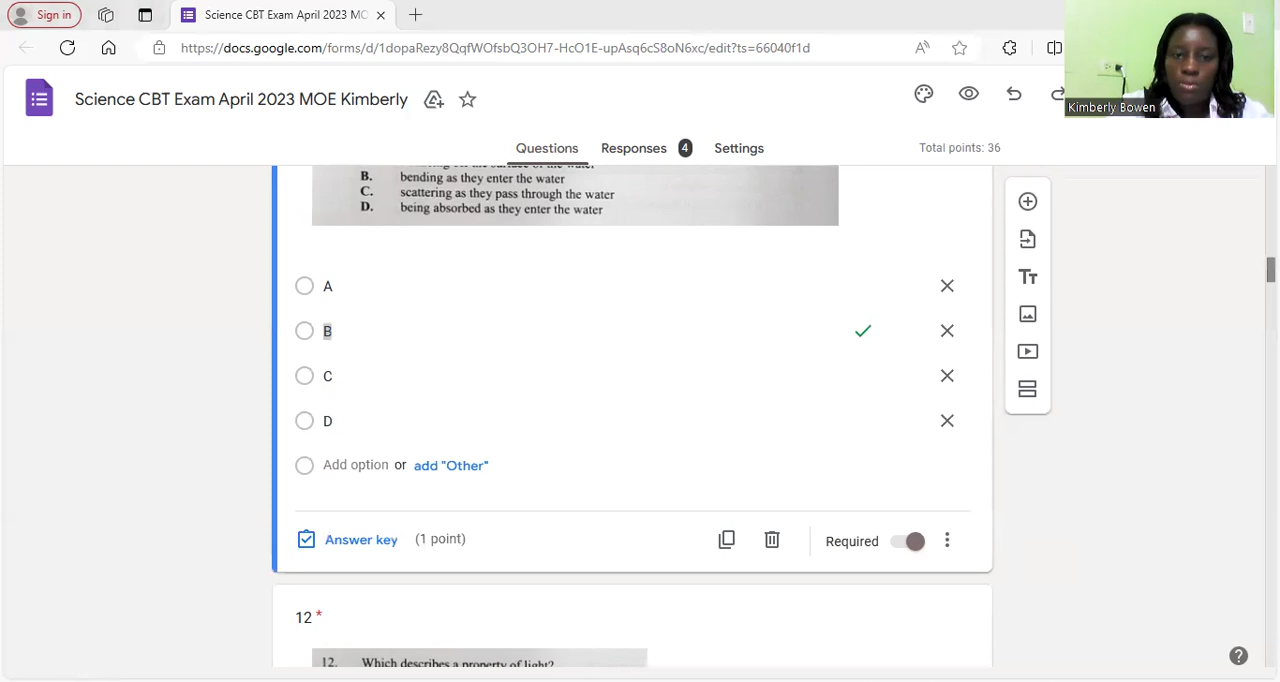 Sign in
Science CBT Exam April 2023 MO
https://docs.google.com/forms/d/1dopaRezy8QqfWOfsbQ3OH7-HcO1E-upAsq6cS8oN6xc/edit?ts=66040f1d
Science CBT Exam April 2023 MOE Kimberly
Kimberly Bowen
Questions
Responses 4
Settings
Total points: 36
B. bending as they enter the water
C. scattering as they pass through the water
D. being absorbed as they enter the water
A
B
C
D
Add option or add "Other"
Answer key (1 point)
Required
12 *
12. Which describes a property of light?